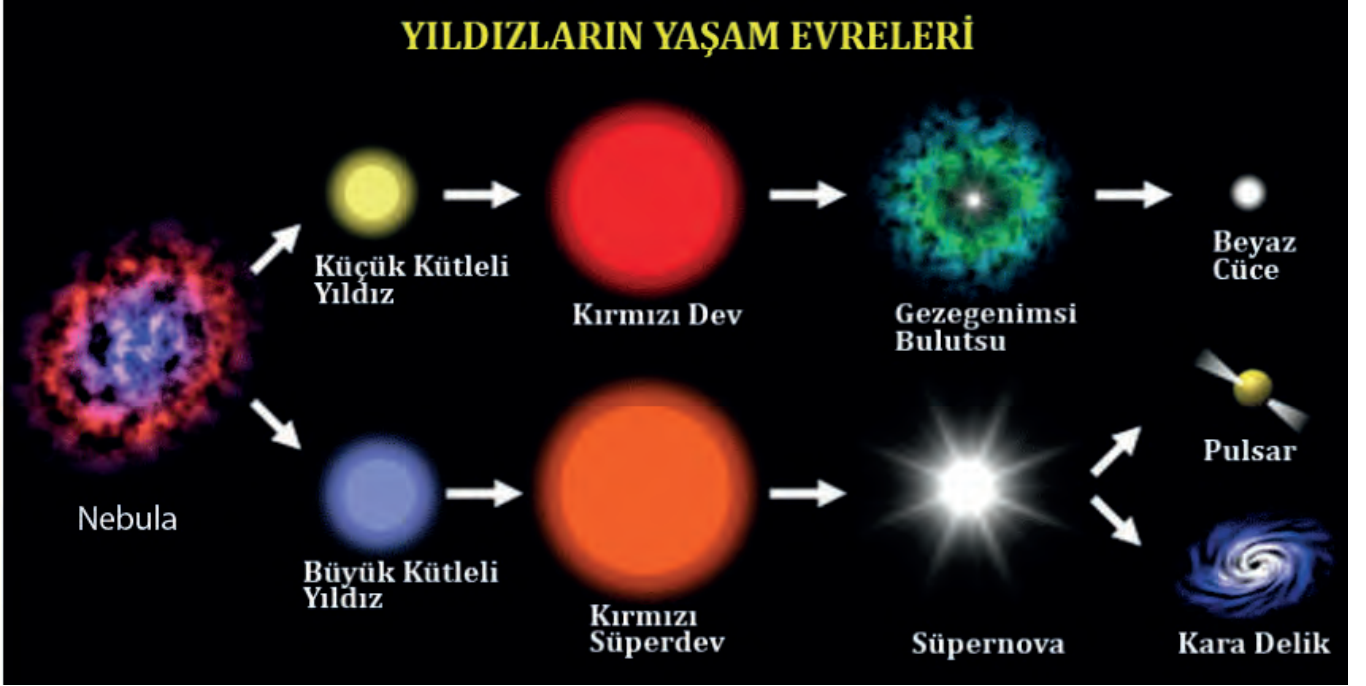 YILDIZLARIN YAŞAM EVRELERİ
Küçük Kütleli
Yıldız
Kırmızı Dev
Gezegenimsi
Bulutsu
Beyaz
Cüce
Nebula
Büyük Kütleli
Yıldız
Kırmızı
Süperdev
Süpernova
Pulsar
Kara Delik